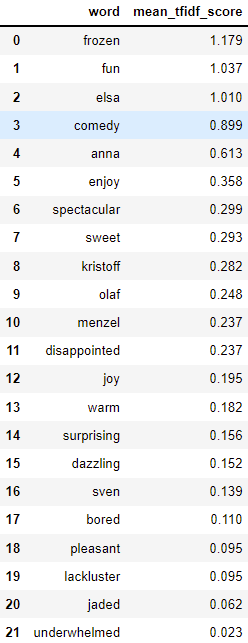 word mean_tfidf_score
0 frozen 1.179
1 fun 1.037
2 elsa 1.010
3 comedy 0.899
4 anna 0.613
5 enjoy 0.358
6 spectacular 0.299
7 sweet 0.293
8 kristoff 0.282
9 olaf 0.248
10 menzel 0.237
11 disappointed 0.237
12 joy 0.195
13 warm 0.182
14 surprising 0.156
15 dazzling 0.152
16 sven 0.139
17 bored 0.110
18 pleasant 0.095
19 lackluster 0.095
20 jaded 0.062
21 underwhelmed 0.023